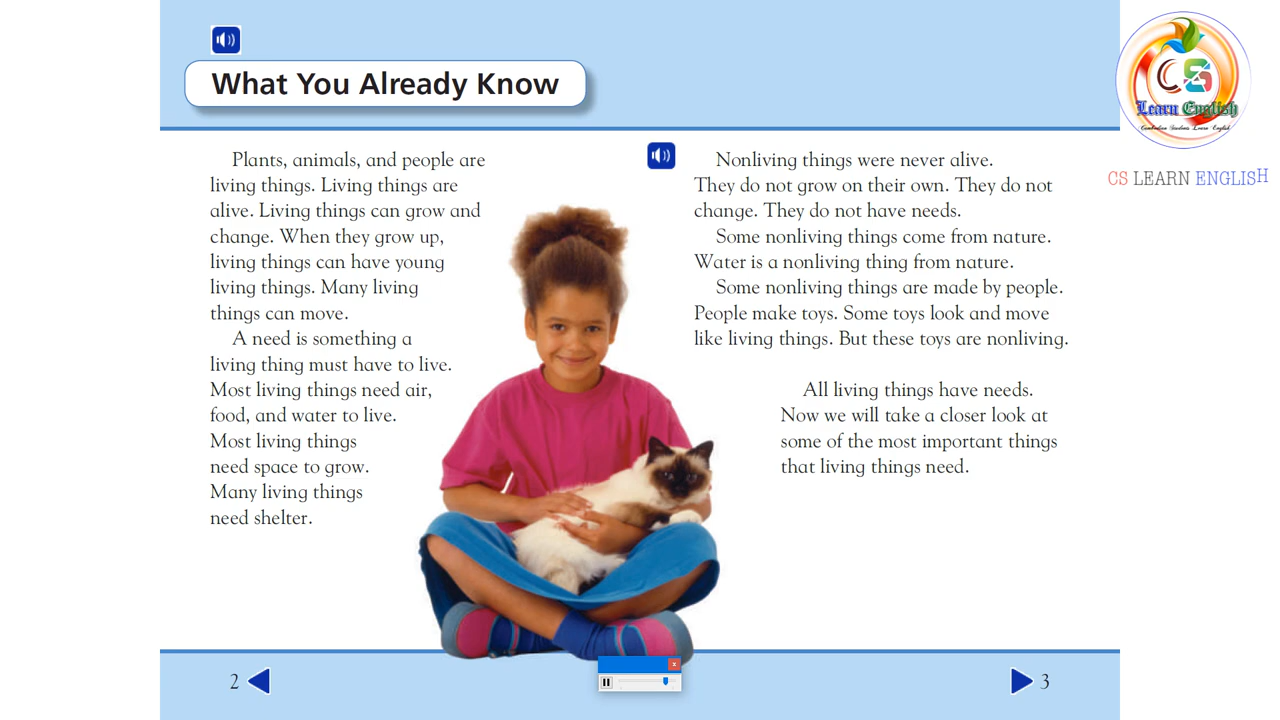 What You Already Know
Plants, animals, and people are
living things. Living things are
alive. Living things can grow and
change. When they grow up,
living things can have young
living things. Many living
things can move.
A need is something a
living thing must have to live.
Most living things need air,
food, and water to live.
Most living things
need space to grow.
Many living things
need shelter.
Nonliving things were never alive.
They do not grow on their own. They do not
change. They do not have needs.
Some nonliving things come from nature.
Water is a nonliving thing from nature.
Some nonliving things are made by people.
People make toys. Some toys look and move
like living things. But these toys are nonliving.
All living things have needs.
Now we will take a closer look at
some of the most important things
that living things need.
2
3
CS
Learn English
Cambodian Students Learn English
CS LEARN ENGLISH
x